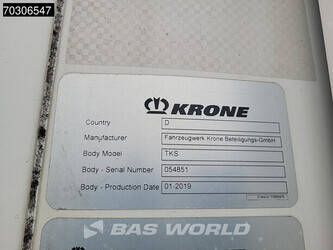 70306547
KRONE
Country D
Manufacturer Fahrzeugwerk Krone Beteiligungs-GmbH
Body Model TKS
Body - Serial Number 054851
Body - Production Date 01-2019
BAS WORLD